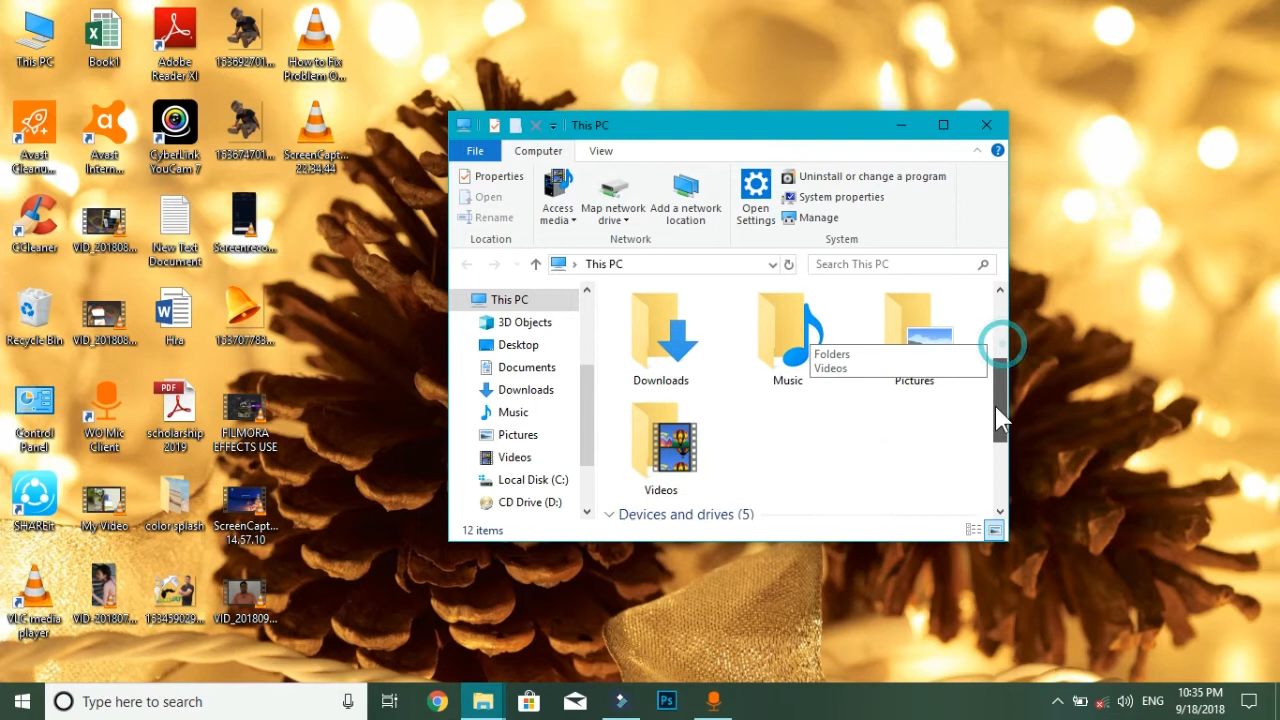 This PC
Book1
Adobe
Reader XI
153692701...
How to Fix
Problem O...
Avast
Cleanu...
Avast
Intern...
CyberLink
YouCam 7
153674701...
ScreenCapt...
22.34.44
CCleaner
VID_201808...
New Text
Document
Screenreco...
Recycle Bin
VID_201808...
Hra
153707783...
Control
Panel
WO Mic
Client
PDF
scholarship
2019
FILMORA
EFFECTS USE
SHAREit
My Video
color splash
ScreenCapt...
14.57.10
VLC media
player
VID-201807...
153459029...
VID_201809...
This PC
File
Computer
View
Properties
Open
Rename
Location
Access
media
Map network
drive
Add a network
location
Network
Open
Settings
Uninstall or change a program
System properties
Manage
System
This PC
Search This PC
This PC
3D Objects
Desktop
Documents
Downloads
Music
Pictures
Videos
Local Disk (C:)
CD Drive (D:)
Downloads
Music
Pictures
Folders
Videos
Videos
Devices and drives (5)
12 items
Type here to search
Ps
ENG
10:35 PM
9/18/2018